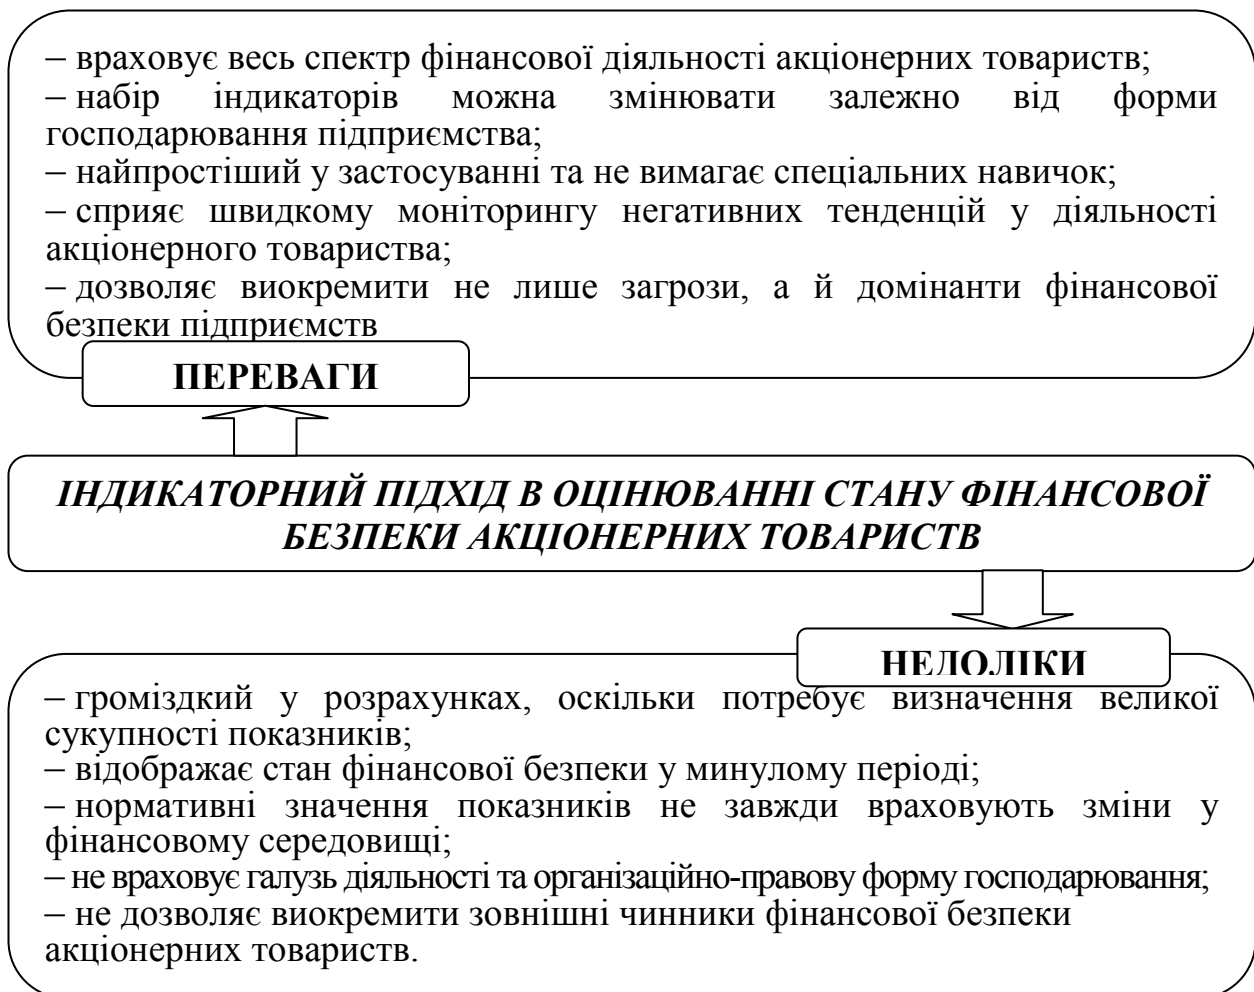 – враховує весь спектр фінансової діяльності акціонерних товариств;
– набір індикаторів можна змінювати залежно від форми
господарювання підприємства;
– найпростіший у застосуванні та не вимагає спеціальних навичок;
– сприяє швидкому моніторингу негативних тенденцій у діяльності
акціонерного товариства;
– дозволяє виокремити не лише загрози, а й домінанти фінансової
безпеки підприємств
ПЕРЕВАГИ
ІНДИКАТОРНИЙ ПІДХІД В ОЦІНЮВАННІ СТАНУ ФІНАНСОВОЇ
БЕЗПЕКИ АКЦІОНЕРНИХ ТОВАРИСТВ
НЕДОЛІКИ
– громіздкий у розрахунках, оскільки потребує визначення великої
сукупності показників;
– відображає стан фінансової безпеки у минулому періоді;
– нормативні значення показників не завжди враховують зміни у
фінансовому середовищі;
– не враховує галузь діяльності та організаційно-правову форму господарювання;
– не дозволяє виокремити зовнішні чинники фінансової безпеки
акціонерних товариств.